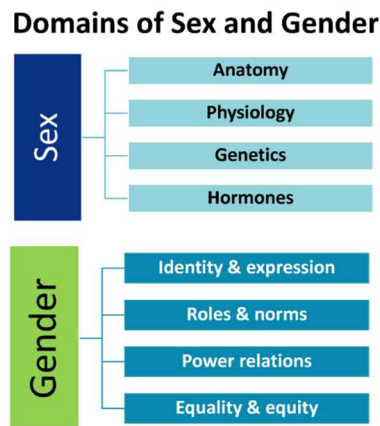 Domains of Sex and Gender
Sex
Anatomy
Physiology
Genetics
Hormones
Gender
Identity & expression
Roles & norms
Power relations
Equality & equity